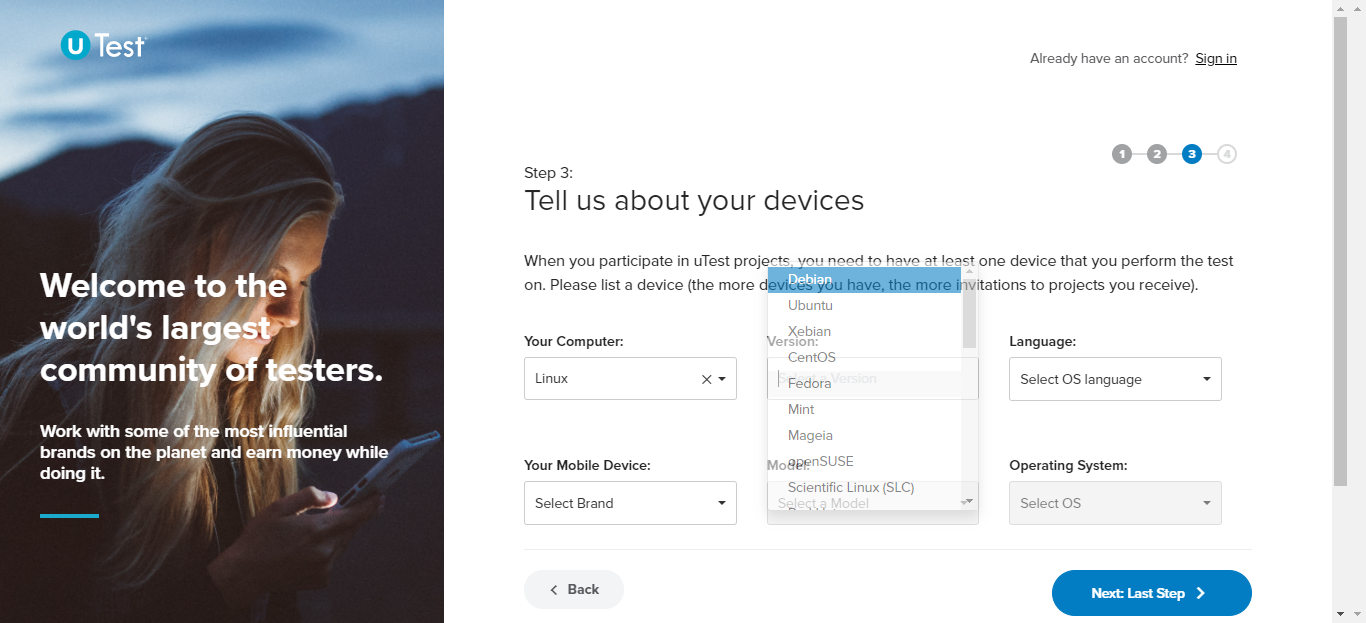 U Test
Already have an account? Sign in
1 2 3 4
Step 3:
Tell us about your devices
Welcome to the
world's largest
community of testers.
Work with some of the most influential
brands on the planet and earn money while
doing it.
When you participate in uTest projects, you need to have at least one device that you perform the test
on. Please list a device (the more devices you have, the more invitations to projects you receive).
Your Computer:
Linux
Version:
Select a Version
Debian
Ubuntu
Xebian
CentOS
Fedora
Mint
Mageia
openSUSE
Scientific Linux (SLC)
Language:
Select OS language
Your Mobile Device:
Select Brand
Model:
Select a Model
Operating System:
Select OS
Back
Next: Last Step